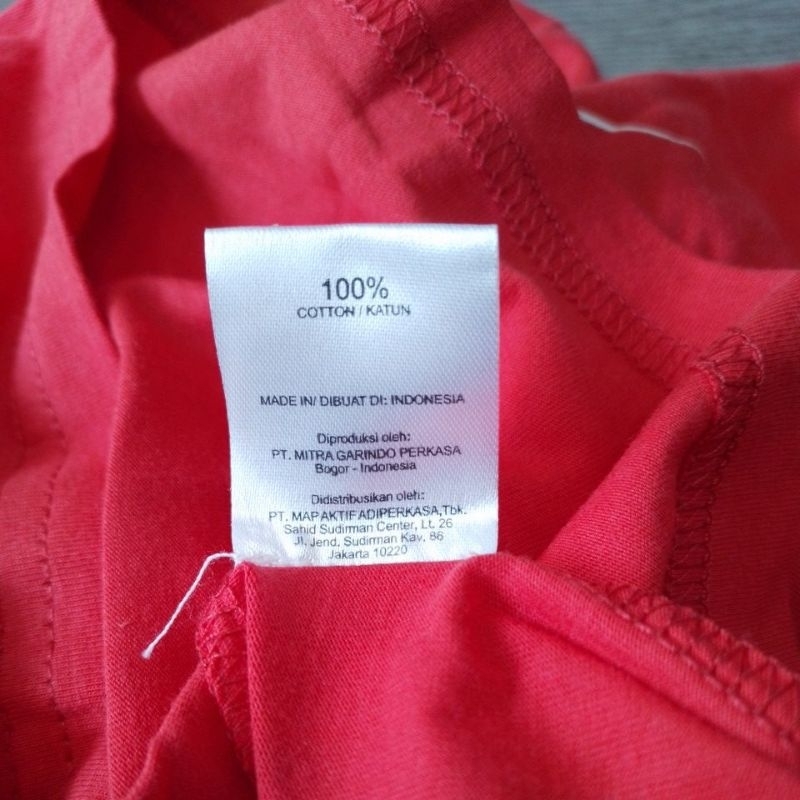 100%
COTTON / KATUN
MADE IN/ DIBUAT DI: INDONESIA
Diproduksi oleh:
PT. MITRA GARINDO PERKASA
Bogor - Indonesia
Didistribusikan oleh:
PT. MAP AKTIF ADIPERKASA, Tbk.
Sahid Sudirman Center, Lt. 26
Jl. Jend. Sudirman Kav. 86
Jakarta 10220